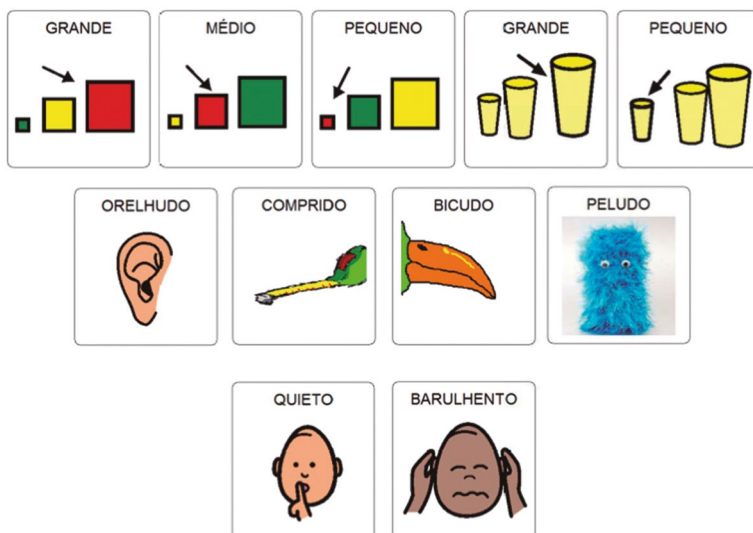 GRANDE
MÉDIO
PEQUENO
GRANDE
PEQUENO
ORELHUDO
COMPRIDO
BICUDO
PELUDO
QUIETO
BARULHENTO